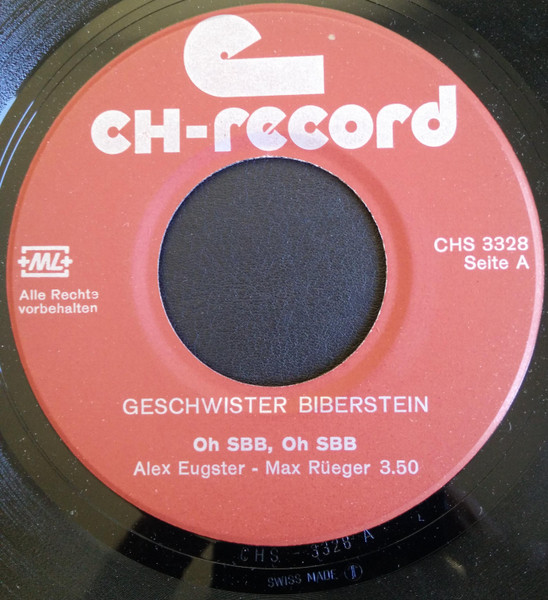 CH-record
CHS 3328
Seite A
+ML+
Alle Rechte
vorbehalten
GESCHWISTER BIBERSTEIN
Oh SBB, Oh SBB
Alex Eugster - Max Rüeger 3.50
CHS - 3328 A
SWISS MADE